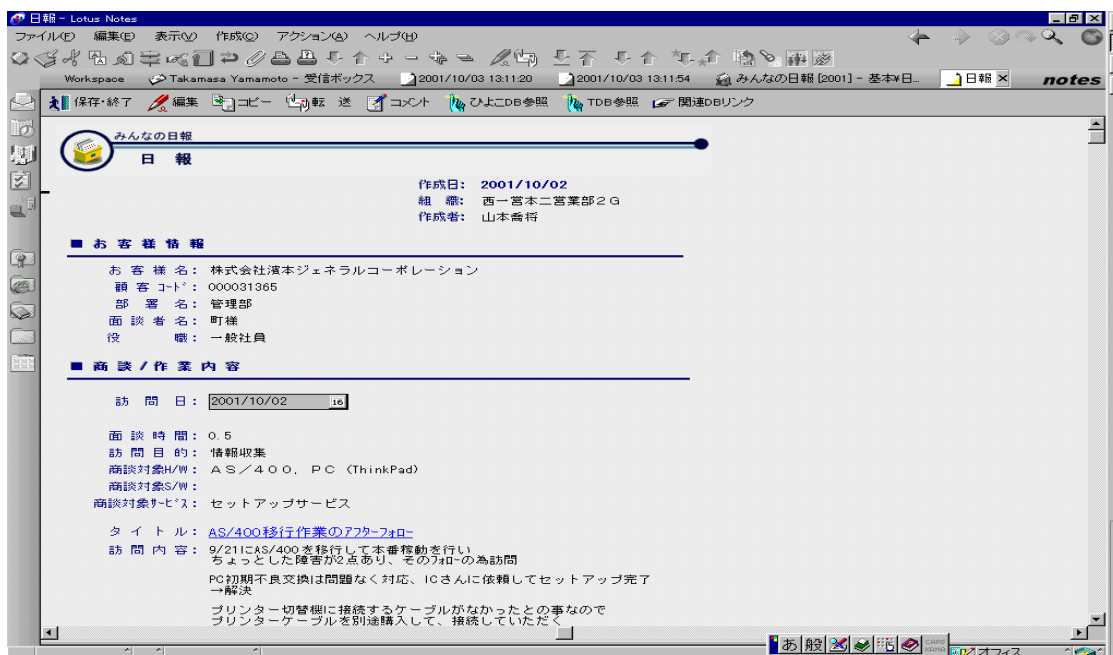 日報 - Lotus Notes
ファイル(F) 編集(E) 表示(V) 作成(C) アクション(A) ヘルプ(H)
Workspace Takamasa Yamamoto - 受信ボックス 2001/10/03 13:11:20 2001/10/03 13:11:54 みんなの日報 [2001] - 基本¥日.. 日報 notes
保存・終了 編集 コピー 転 送 コメント ひよこDB参照 TDB参照 関連DBリンク
みんなの日報
日 報
作成日: 2001/10/02
組 織: 西一営本二営業部2G
作成者: 山本喬将
■ お 客 様 情 報
お 客 様 名: 株式会社濱本ジェネラルコーポレーション
顧 客 コード: 000031365
部 署 名: 管理部
面 談 者 名: 町様
役 職: 一般社員
■ 商 談 / 作 業 内 容
訪 問 日: 2001/10/02 16
面 談 時 間: 0.5
訪 問 目 的: 情報収集
商談対象H/W: AS/400, PC (ThinkPad)
商談対象S/W:
商談対象サービス: セットアップサービス
タ イ ト ル: AS/400移行作業のアフターフォロー
訪 問 内 容: 9/21にAS/400を移行して本番稼動を行い
ちょっとした障害が2点あり、そのフォローの為訪問
PC初期不良交換は問題なく対応、ICさんに依頼してセットアップ完了
→解決
プリンター切替機に接続するケーブルがなかったとの事なので
プリンターケーブルを別途購入して、接続していただく
あ 般 CAPS
KANA
オフィス